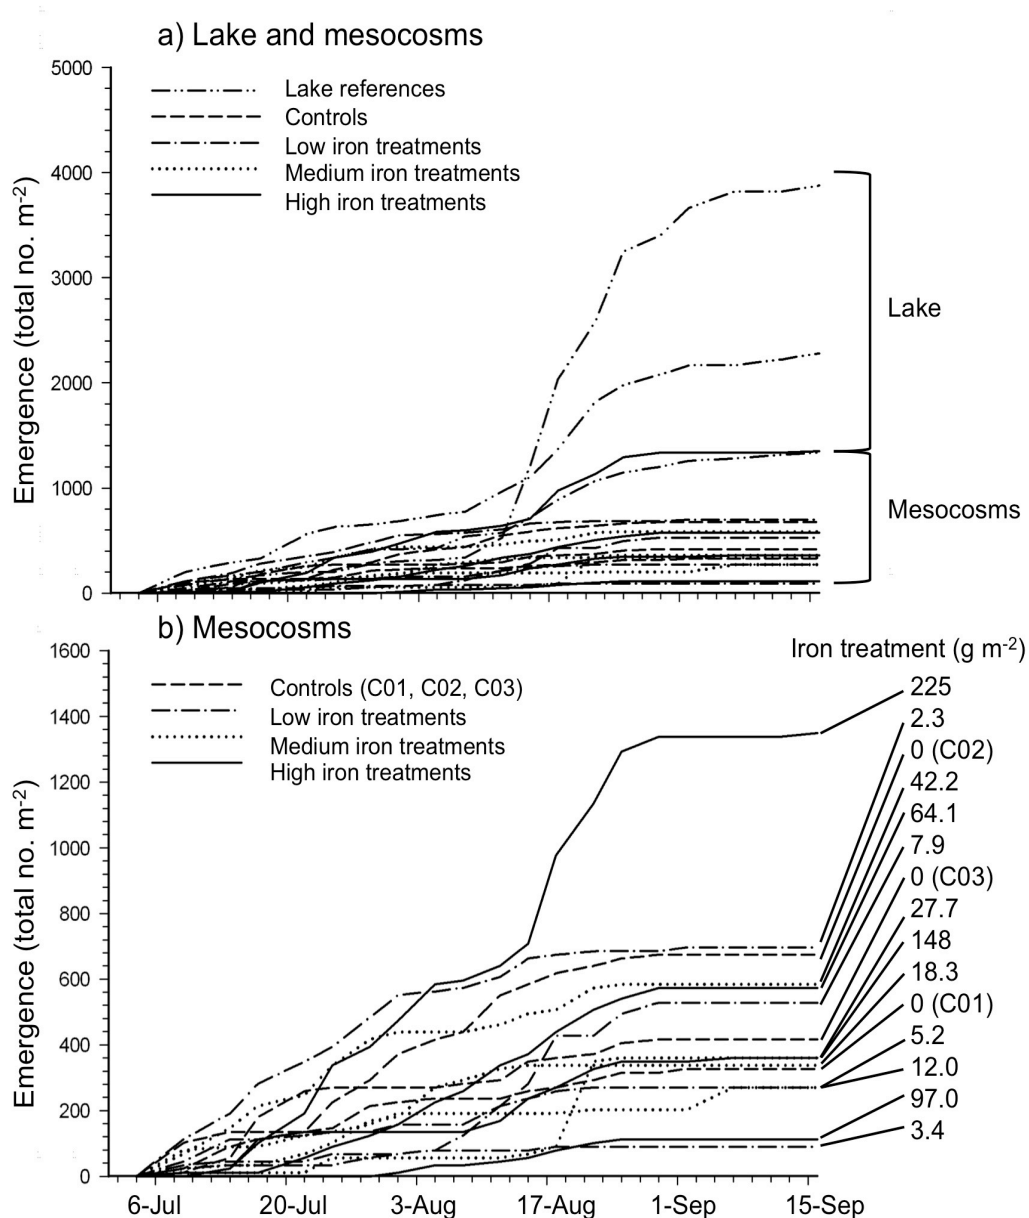 a) Lake and mesocosms
5000
4000
3000
2000
1000
0
Emergence (total no. m-2)
Lake references
Controls
Low iron treatments
Medium iron treatments
High iron treatments
Lake
Mesocosms
b) Mesocosms
1600
1400
1200
1000
800
600
400
200
0
Emergence (total no. m-2)
Controls (C01, C02, C03)
Low iron treatments
Medium iron treatments
High iron treatments
Iron treatment (g m-2)
225
2.3
0 (C02)
42.2
64.1
7.9
0 (C03)
27.7
148
18.3
0 (C01)
5.2
12.0
97.0
3.4
6-Jul 20-Jul 3-Aug 17-Aug 1-Sep 15-Sep